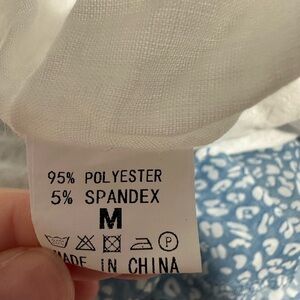 95% POLYESTER
5% SPANDEX
M
MADE IN CHINA